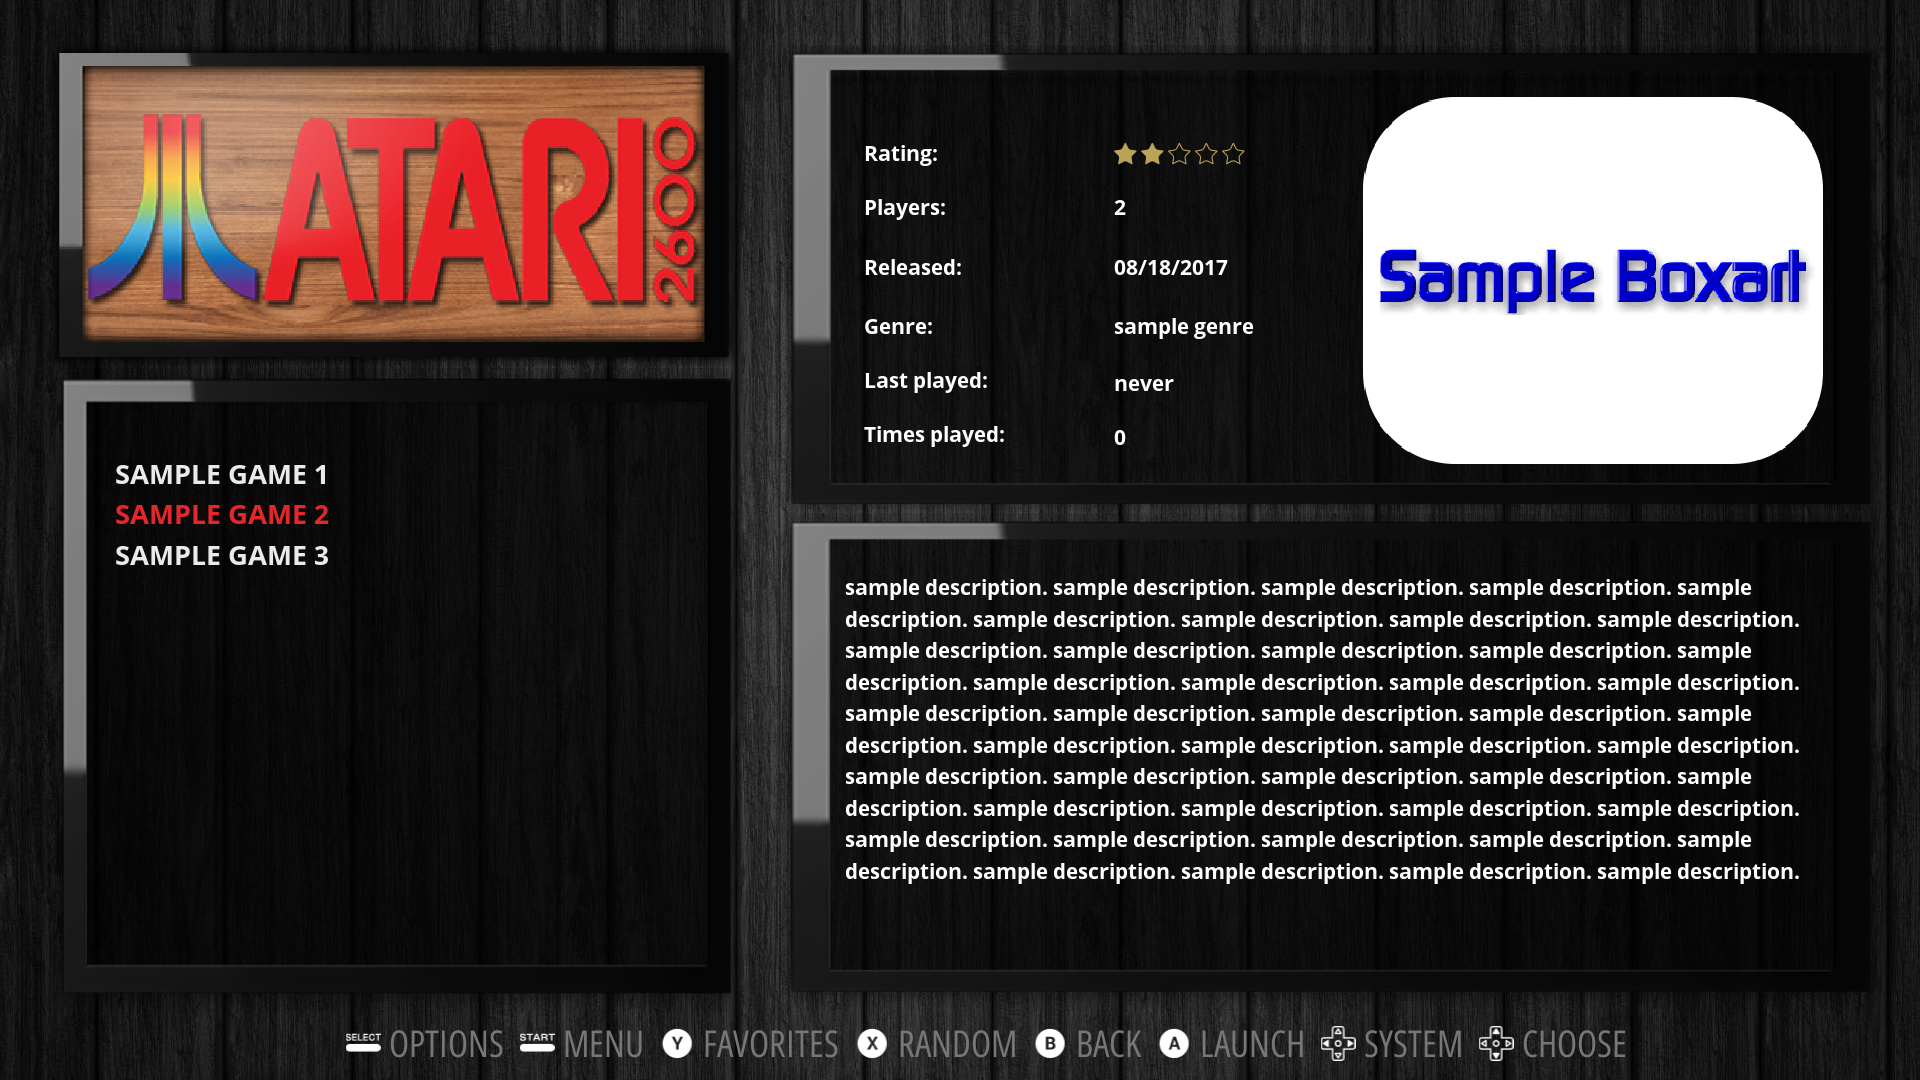 ATARI 2600
SAMPLE GAME 1
SAMPLE GAME 2
SAMPLE GAME 3
Rating:
Players: 2
Released: 08/18/2017
Genre: sample genre
Last played: never
Times played: 0
Sample Boxart
sample description. sample description. sample description. sample description. sample
description. sample description. sample description. sample description. sample description.
sample description. sample description. sample description. sample description. sample
description. sample description. sample description. sample description. sample description.
sample description. sample description. sample description. sample description. sample
description. sample description. sample description. sample description. sample description.
sample description. sample description. sample description. sample description. sample
description. sample description. sample description. sample description. sample description.
sample description. sample description. sample description. sample description. sample
description. sample description. sample description. sample description. sample description.
SELECT OPTIONS START MENU Y FAVORITES X RANDOM B BACK A LAUNCH SYSTEM CHOOSE